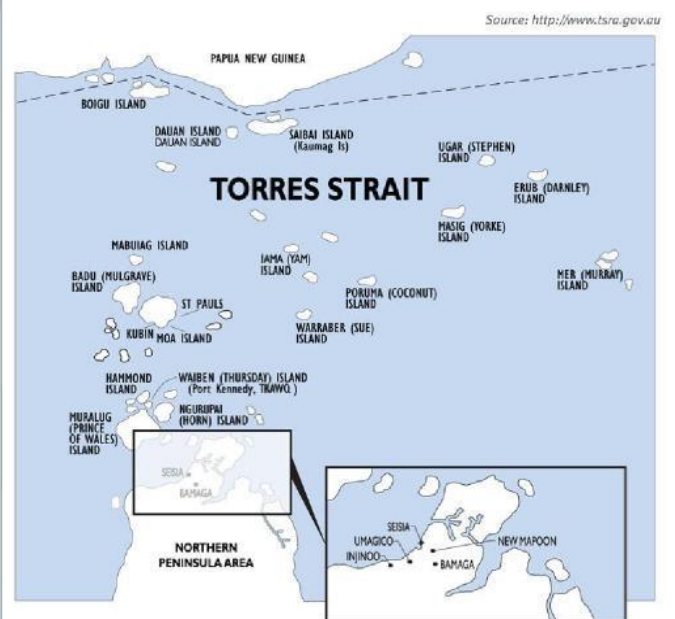 Source: http://www.tsra.gov.au
PAPUA NEW GUINEA
BOIGU ISLAND
DAUAN ISLAND
DAUAN ISLAND
SAIBAI ISLAND
(Kaumag Is)
UGAR (STEPHEN)
ISLAND
ERUB (DARNLEY)
ISLAND
TORRES STRAIT
MASIG (YORKE)
ISLAND
MABUIAG ISLAND
IAMA (YAM)
ISLAND
MER (MURRAY)
ISLAND
BADU (MULGRAVE)
ISLAND
PORUMA (COCONUT)
ISLAND
ST PAULS
WARRABER (SUE)
ISLAND
KUBIN
MOA ISLAND
HAMMOND
ISLAND
WAIBEN (THURSDAY) ISLAND
(Port Kennedy, TRAWQ )
NGURUPAI
(HORN) ISLAND
MURALUG
(PRINCE
OF WALES)
ISLAND
SEISIA
BAMAGA
NORTHERN
PENINSULA AREA
SEISIA
UMAGICO
NEW MAPOON
INJINOO
BAMAGA